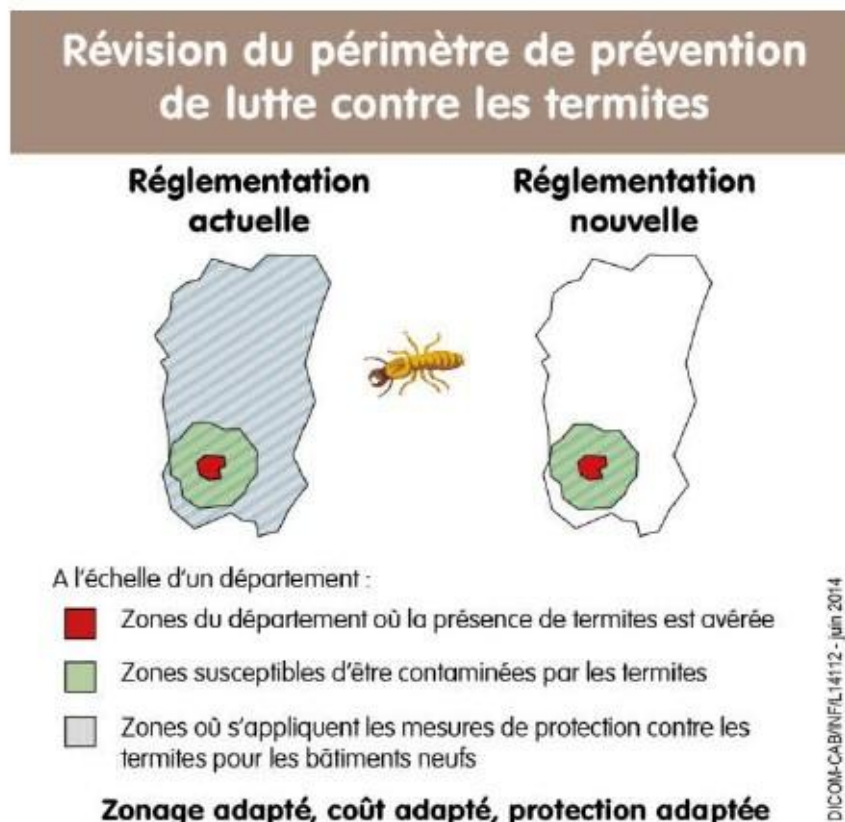 Révision du périmètre de prévention
de lutte contre les termites
Réglementation
actuelle
Réglementation
nouvelle
A l'échelle d'un département :
Zones du département où la présence de termites est avérée
Zones susceptibles d'être contaminées par les termites
Zones où s'appliquent les mesures de protection contre les
termites pour les bâtiments neufs
Zonage adapté, coût adapté, protection adaptée
DICOM-CAB/INF/L14112 - juin 2014